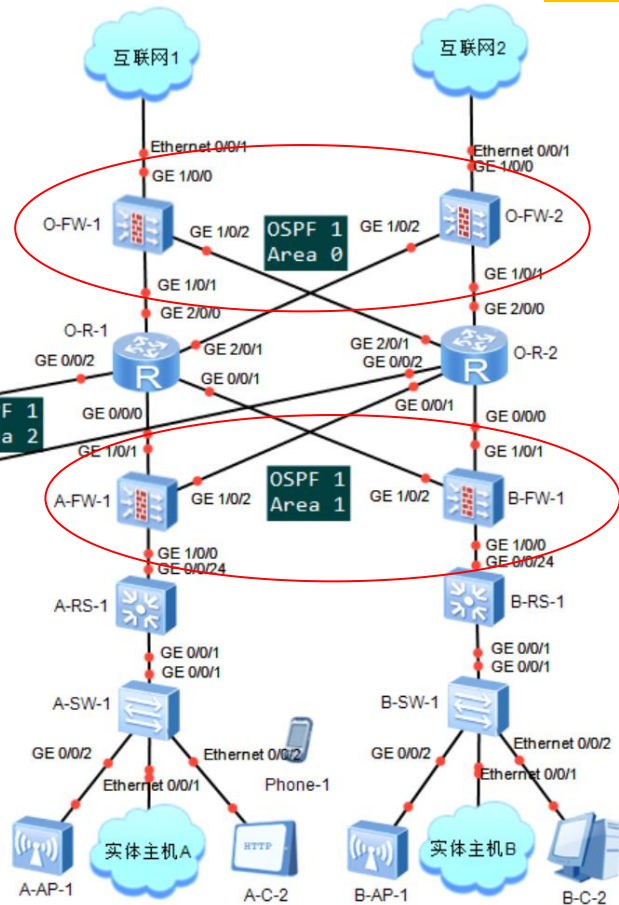 互联网1
互联网2
Ethernet 0/0/1
GE 1/0/0
Ethernet 0/0/1
GE 1/0/0
O-FW-1
GE 1/0/2
OSPF 1
Area 0
GE 1/0/2
O-FW-2
GE 1/0/1
GE 2/0/0
GE 1/0/1
GE 2/0/0
O-R-1
GE 0/0/2
GE 2/0/1
GE 0/0/1
R
GE 2/0/1
GE 0/0/2
O-R-2
R
F 1
a 2
GE 0/0/0
GE 1/0/1
GE 0/0/1
GE 0/0/0
GE 1/0/1
A-FW-1
GE 1/0/2
OSPF 1
Area 1
GE 1/0/2
B-FW-1
GE 1/0/0
GE 0/0/24
GE 1/0/0
GE 0/0/24
A-RS-1
B-RS-1
GE 0/0/1
GE 0/0/1
GE 0/0/1
GE 0/0/1
A-SW-1
B-SW-1
GE 0/0/2
Ethernet 0/0/2
Ethernet 0/0/1
Phone-1
GE 0/0/2
Ethernet 0/0/2
Ethernet 0/0/1
实体主机A
HTTP
实体主机B
A-AP-1
A-C-2
B-AP-1
B-C-2